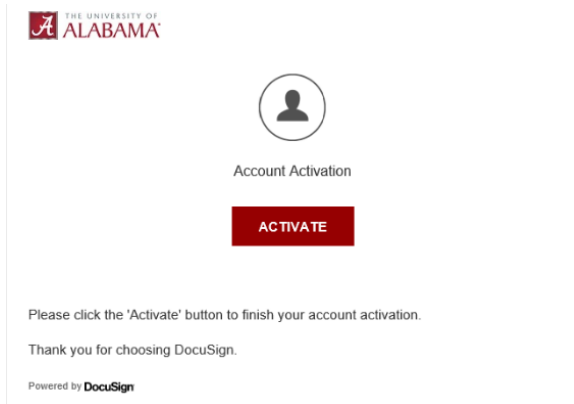 THE UNIVERSITY OF
ALABAMA
Account Activation
ACTIVATE
Please click the 'Activate' button to finish your account activation.
Thank you for choosing DocuSign.
Powered by DocuSign